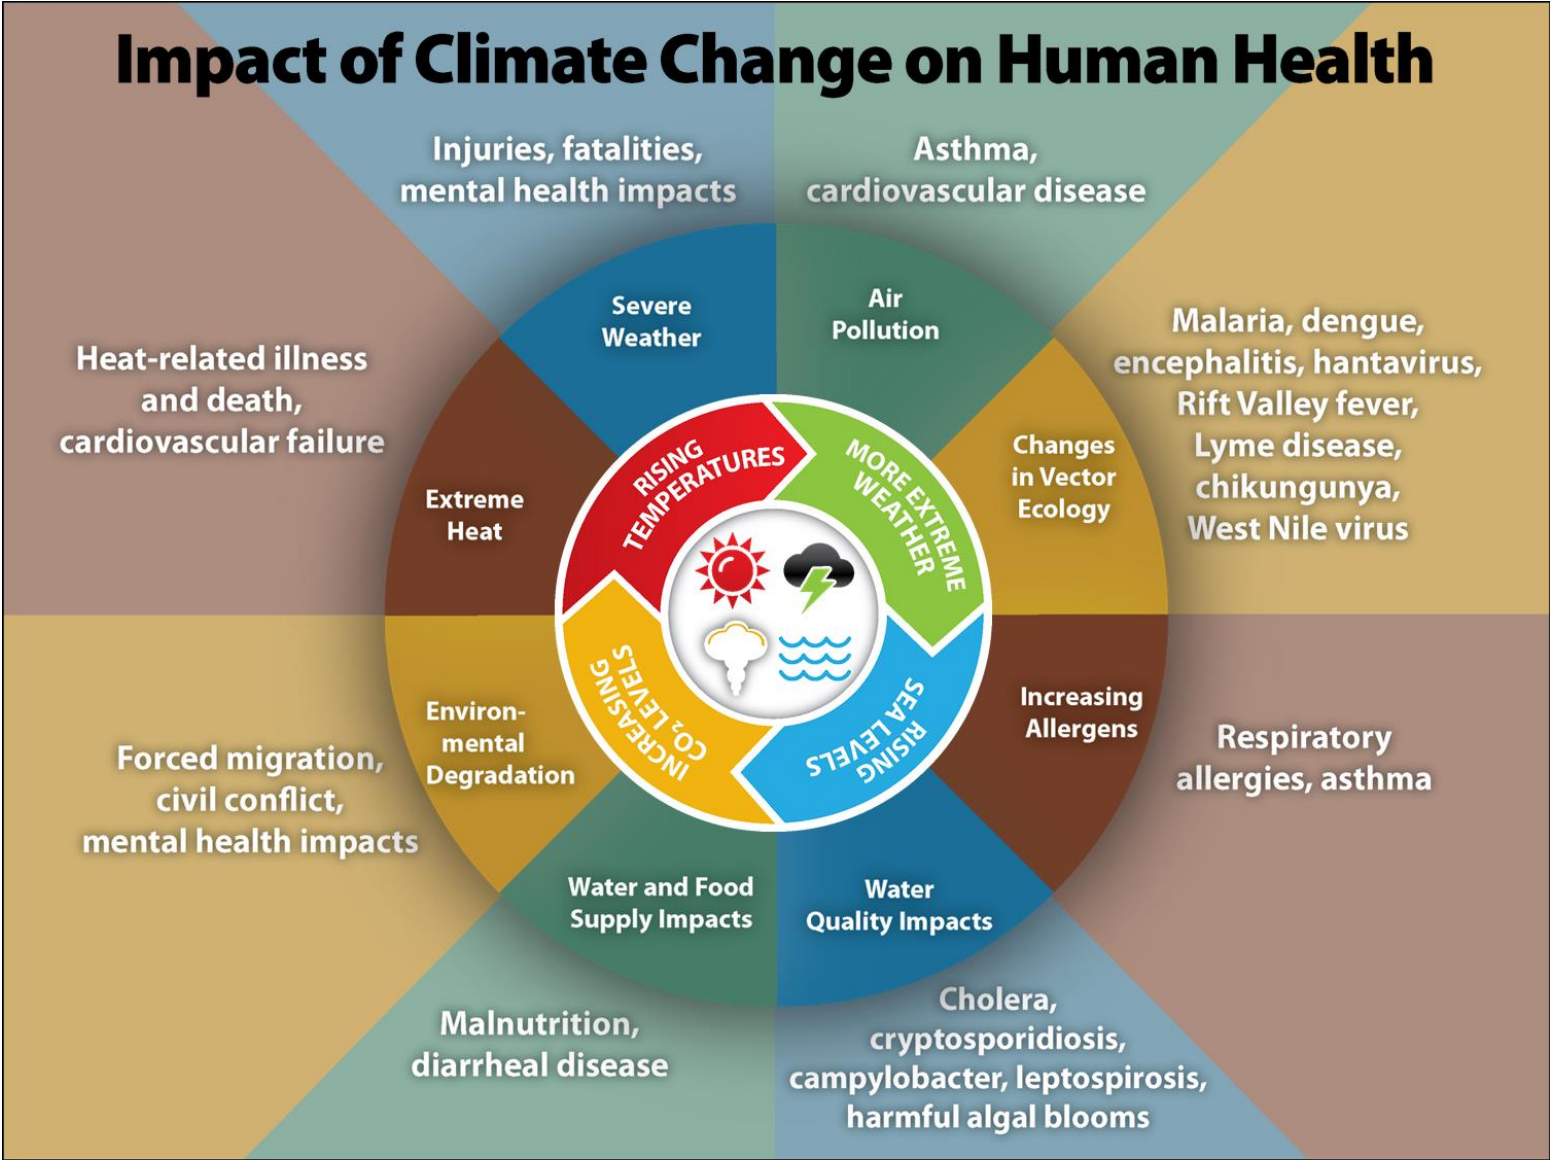 Impact of Climate Change on Human Health
Injuries, fatalities,
mental health impacts
Asthma,
cardiovascular disease
Severe
Weather
Air
Pollution
Malaria, dengue,
encephalitis, hantavirus,
Rift Valley fever,
Lyme disease,
chikungunya,
West Nile virus
Heat-related illness
and death,
cardiovascular failure
Extreme
Heat
Changes
in Vector
Ecology
RISING
TEMPERATURES
MORE EXTREME
WEATHER
RISING
SEA LEVELS
INCREASING
CO₂ LEVELS
Environ-
mental
Degradation
Increasing
Allergens
Forced migration,
civil conflict,
mental health impacts
Respiratory
allergies, asthma
Water and Food
Supply Impacts
Water
Quality Impacts
Malnutrition,
diarrheal disease
Cholera,
cryptosporidiosis,
campylobacter, leptospirosis,
harmful algal blooms